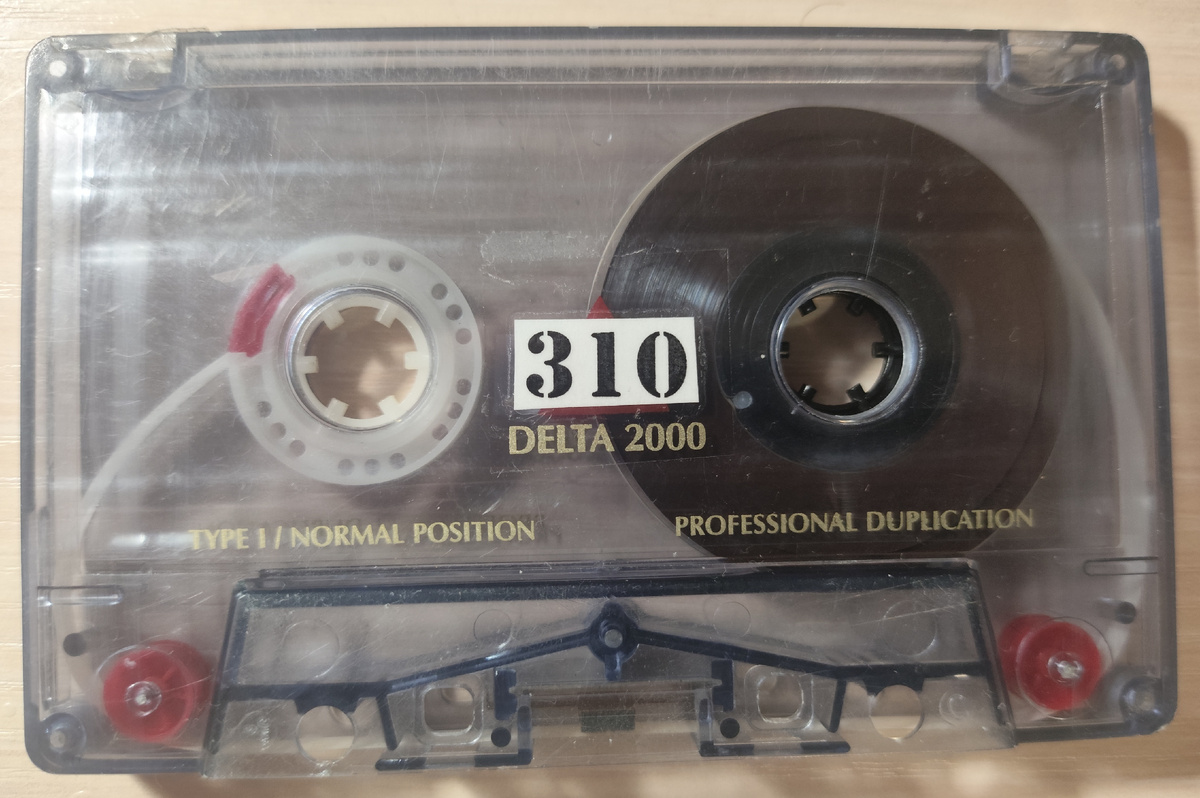 310
DELTA 2000
TYPE I / NORMAL POSITION
PROFESSIONAL DUPLICATION